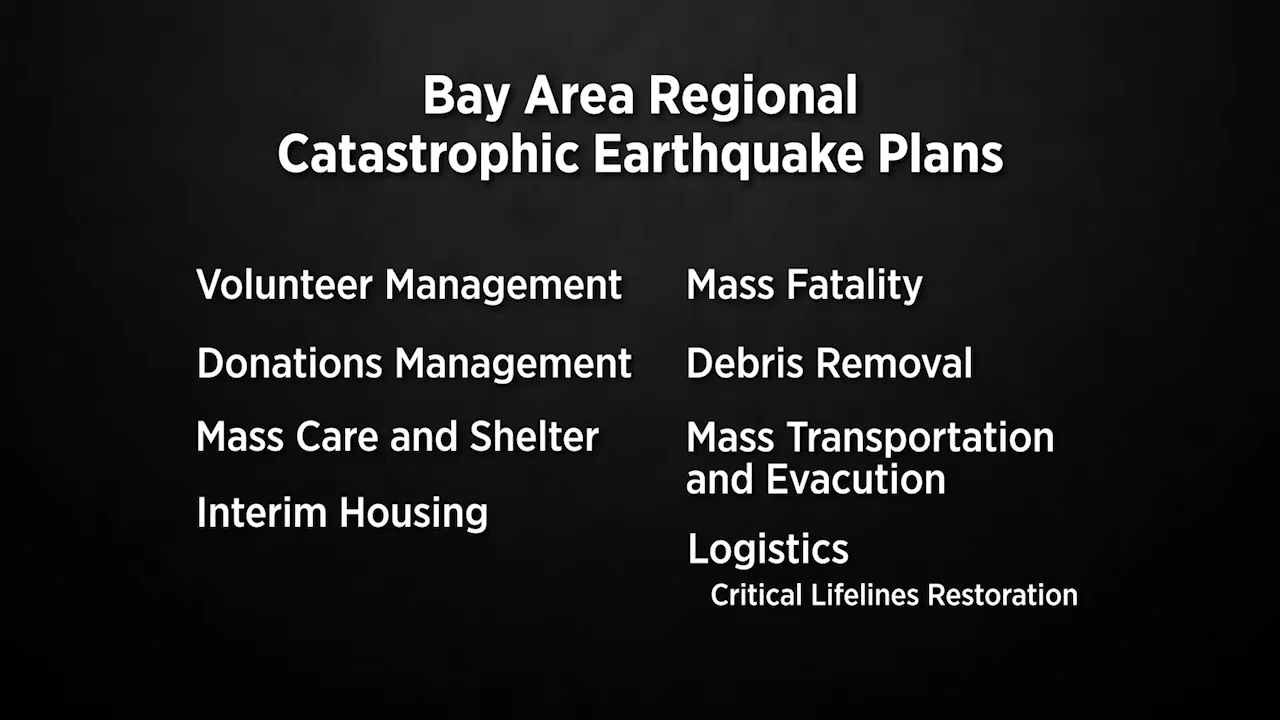 Bay Area Regional
Catastrophic Earthquake Plans
Volunteer Management
Donations Management
Mass Care and Shelter
Interim Housing
Mass Fatality
Debris Removal
Mass Transportation
and Evacution
Logistics
Critical Lifelines Restoration